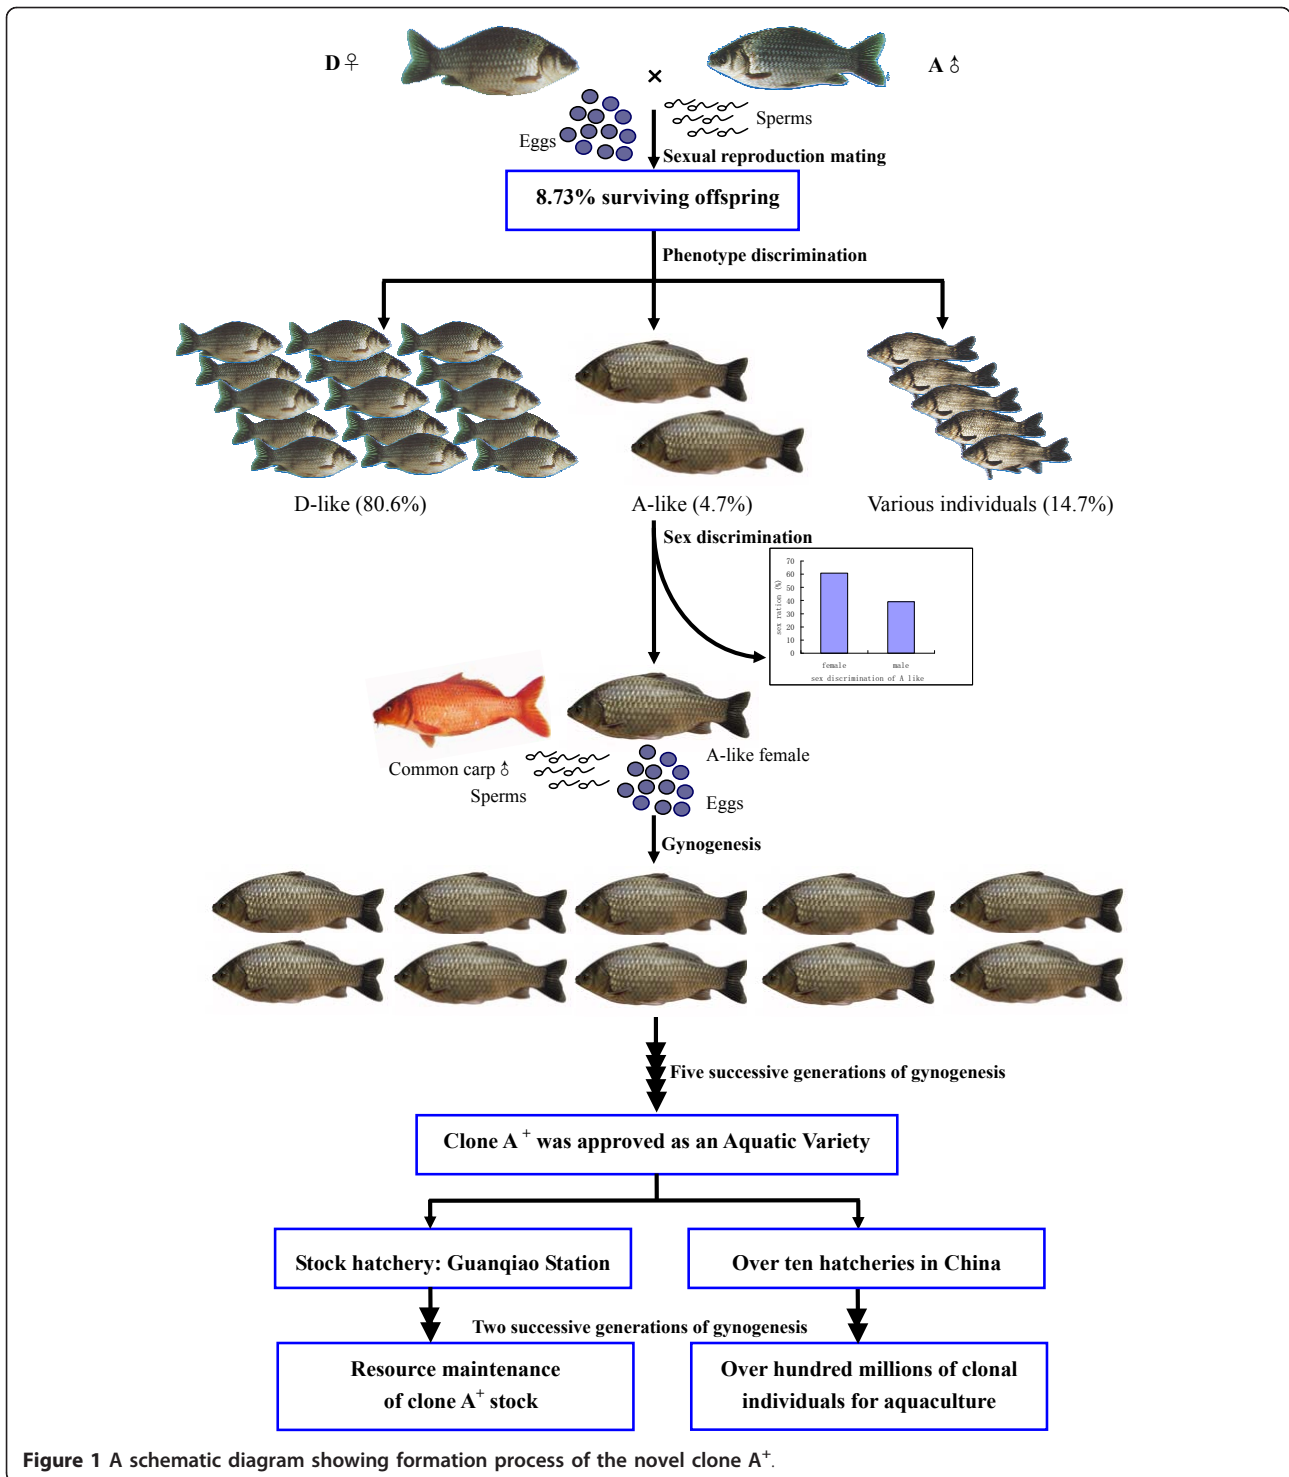 D♀
A♂
×
Eggs
Sperms
Sexual reproduction mating
8.73% surviving offspring
Phenotype discrimination
D-like (80.6%)
A-like (4.7%)
Various individuals (14.7%)
Sex discrimination
70
60
50
40
30
20
10
0
sex ration (%)
female
male
sex discrimination of A like
Common carp ♂
Sperms
A-like female
Eggs
Gynogenesis
Five successive generations of gynogenesis
Clone A⁺ was approved as an Aquatic Variety
Stock hatchery: Guanqiao Station
Over ten hatcheries in China
Two successive generations of gynogenesis
Resource maintenance
of clone A⁺ stock
Over hundred millions of clonal
individuals for aquaculture
Figure 1 A schematic diagram showing formation process of the novel clone A⁺.